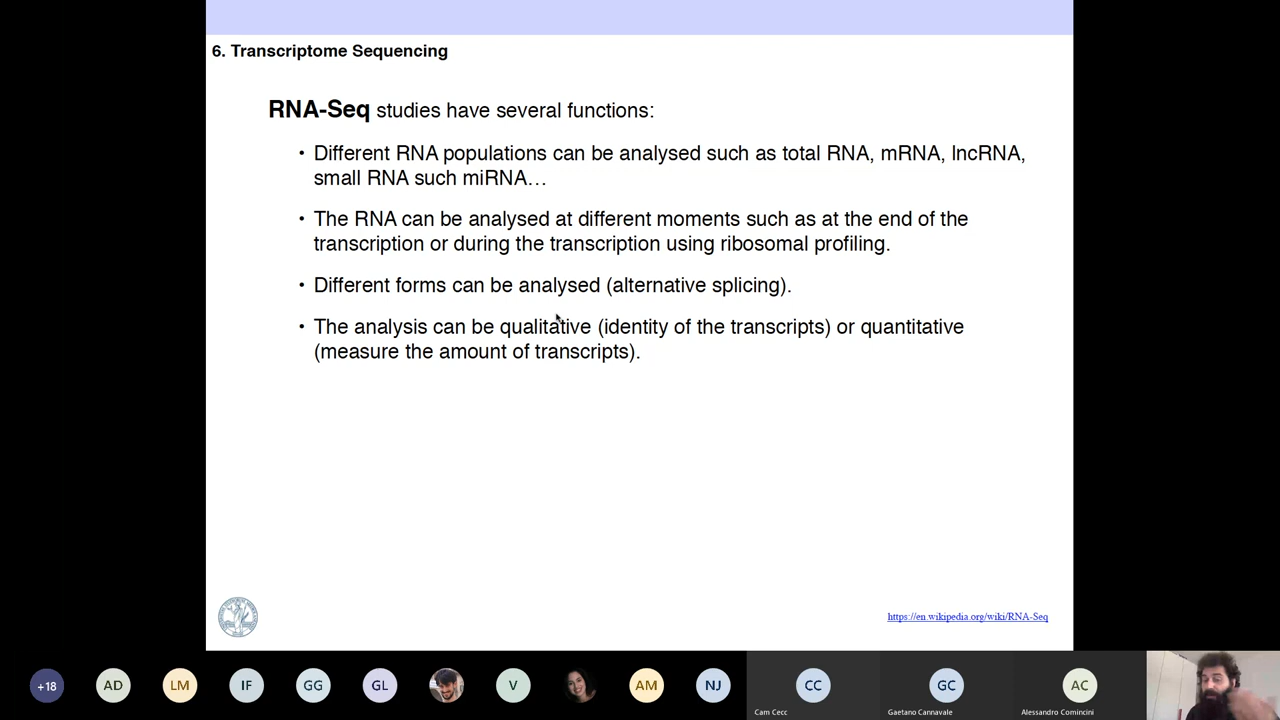 6. Transcriptome Sequencing
RNA-Seq studies have several functions:
• Different RNA populations can be analysed such as total RNA, mRNA, lncRNA,
small RNA such miRNA…
• The RNA can be analysed at different moments such as at the end of the
transcription or during the transcription using ribosomal profiling.
• Different forms can be analysed (alternative splicing).
• The analysis can be qualitative (identity of the transcripts) or quantitative
(measure the amount of transcripts).
https://en.wikipedia.org/wiki/RNA-Seq
+18 AD LM IF GG GL V AM NJ CC GC AC
Cam Cecc Gaetano Cannavale Alessandro Comincini